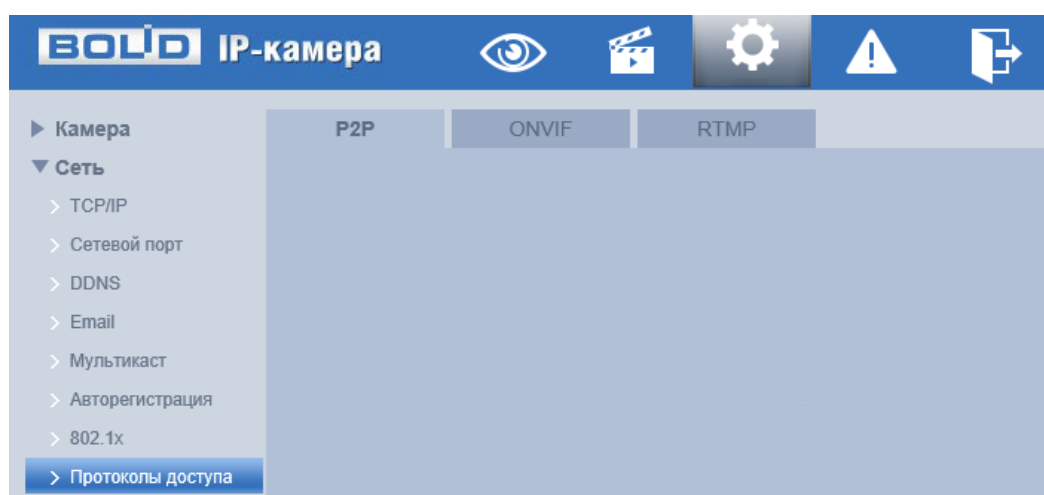 BOLID IP-камера
Камера
P2P
ONVIF
RTMP
Сеть
TCP/IP
Сетевой порт
DDNS
Email
Мультикаст
Авторегистрация
802.1x
Протоколы доступа